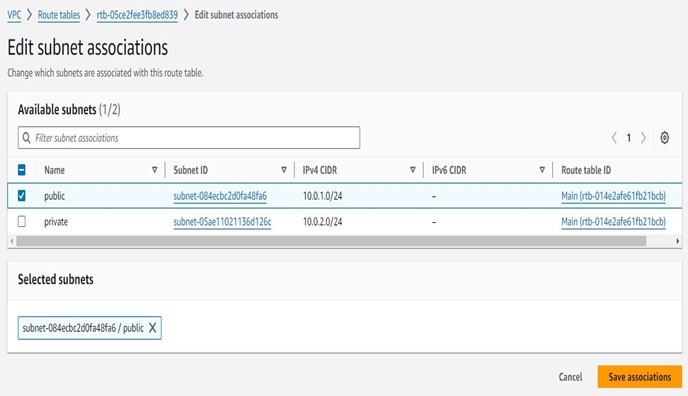 VPC > Route tables > rtb-05ce2fee3fb8ed839 > Edit subnet associations
Edit subnet associations
Change which subnets are associated with this route table.
Available subnets (1/2)
Filter subnet associations
< 1 >
Name Subnet ID IPv4 CIDR IPv6 CIDR Route table ID
public subnet-084ecbc2d0fa48fa6 10.0.1.0/24 – Main (rtb-014e2afe61fb21bcb)
private subnet-05ae11021136d126c 10.0.2.0/24 – Main (rtb-014e2afe61fb21bcb)
Selected subnets
subnet-084ecbc2d0fa48fa6 / public X
Cancel Save associations